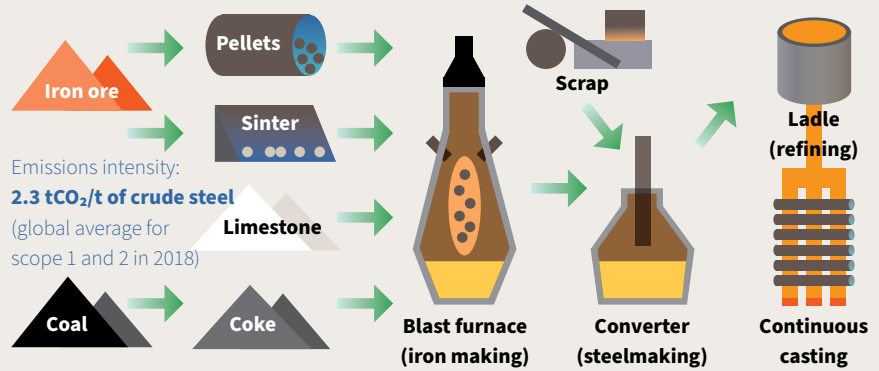 Iron ore
Pellets
Sinter
Emissions intensity:
2.3 tCO₂/t of crude steel
(global average for
scope 1 and 2 in 2018)
Limestone
Coal
Coke
Blast furnace
(iron making)
Scrap
Converter
(steelmaking)
Ladle
(refining)
Continuous
casting